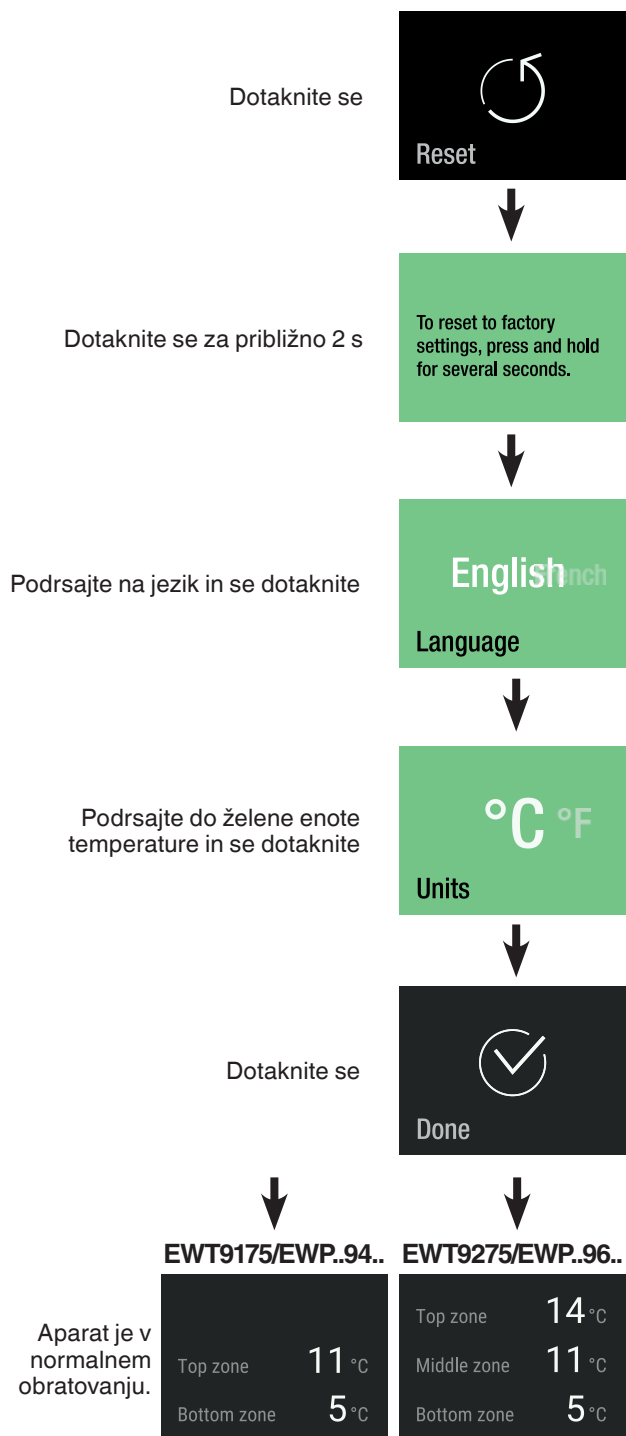 Dotaknite se
Reset
Dotaknite se za približno 2 s
To reset to factory
settings, press and hold
for several seconds.
Podrsajte na jezik in se dotaknite
English French
Language
Podrsajte do želene enote
temperature in se dotaknite
°C °F
Units
Dotaknite se
Done
EWT9175/EWP..94.. EWT9275/EWP..96..
Aparat je v
normalnem
obratovanju.
Top zone 11 °C
Bottom zone 5 °C
Top zone 14 °C
Middle zone 11 °C
Bottom zone 5 °C